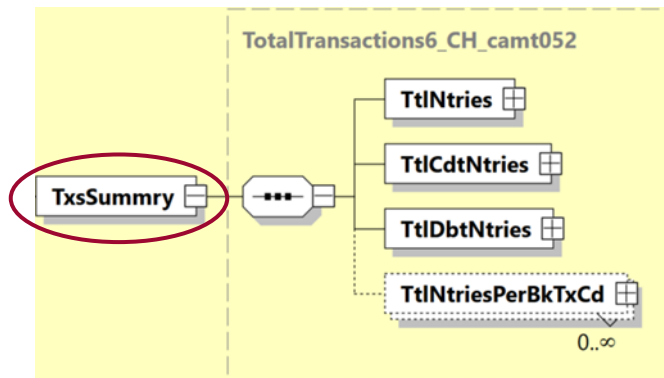 TotalTransactions6_CH_camt052
TtlNtries
TtlCdtNtries
TxsSummry
TtlDbtNtries
TtlNtriesPerBkTxCd
0..∞